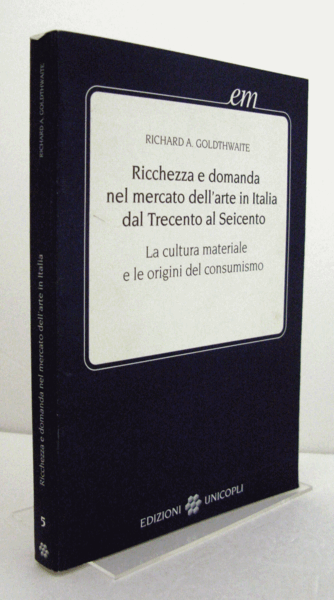 em
RICHARD A. GOLDTHWAITE
Ricchezza e domanda
nel mercato dell'arte in Italia
dal Trecento al Seicento
La cultura materiale
e le origini del consumismo
EDIZIONI UNICOPLI
RICHARD A. GOLDTHWAITE
Ricchezza e domanda nel mercato dell'arte in Italia
5